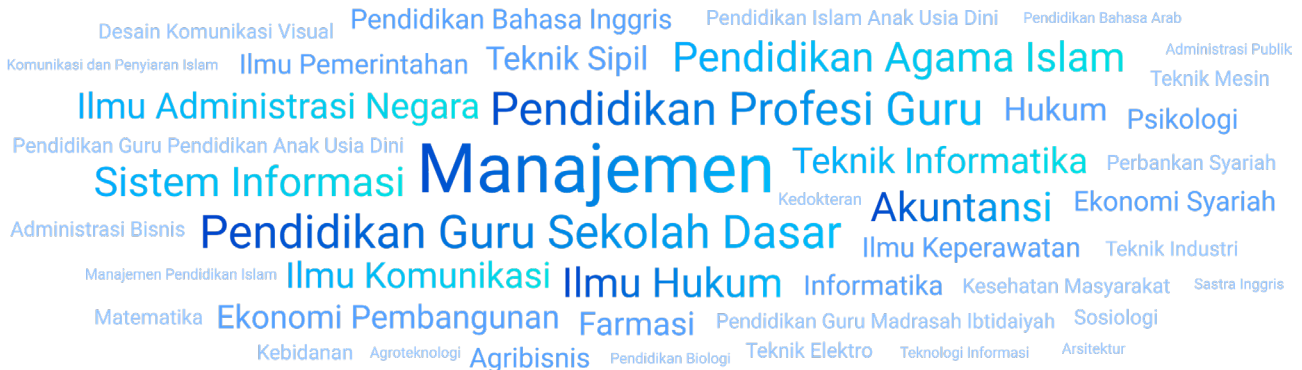 Desain Komunikasi Visual
Pendidikan Bahasa Inggris
Pendidikan Islam Anak Usia Dini
Pendidikan Bahasa Arab
Komunikasi dan Penyiaran Islam
Ilmu Pemerintahan
Teknik Sipil
Pendidikan Agama Islam
Administrasi Publik
Teknik Mesin
Ilmu Administrasi Negara
Pendidikan Profesi Guru
Hukum
Psikologi
Pendidikan Guru Pendidikan Anak Usia Dini
Sistem Informasi
Manajemen
Teknik Informatika
Perbankan Syariah
Kedokteran
Administrasi Bisnis
Pendidikan Guru Sekolah Dasar
Akuntansi
Ekonomi Syariah
Ilmu Keperawatan
Teknik Industri
Manajemen Pendidikan Islam
Ilmu Komunikasi
Ilmu Hukum
Informatika
Kesehatan Masyarakat
Sastra Inggris
Matematika
Ekonomi Pembangunan
Farmasi
Pendidikan Guru Madrasah Ibtidaiyah
Sosiologi
Kebidanan
Agroteknologi
Agribisnis
Pendidikan Biologi
Teknik Elektro
Teknologi Informasi
Arsitektur